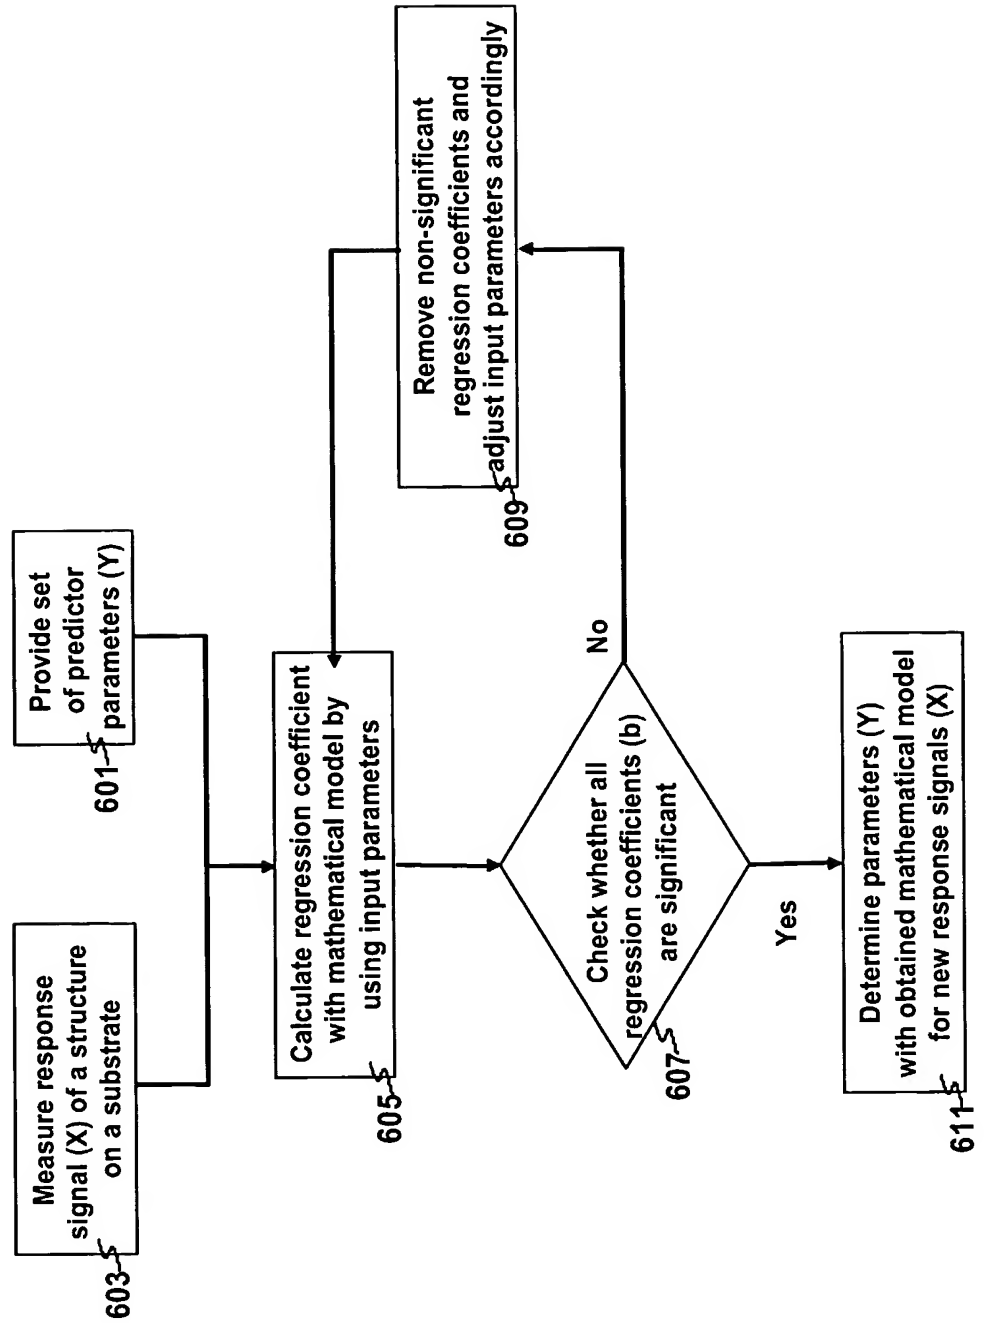 Measure response
signal (X) of a structure
on a substrate
603
Provide set
of predictor
parameters (Y)
601
Calculate regression coefficient
with mathematical model by
using input parameters
605
Check whether all
regression coefficients (b)
are significant
607
No
Remove non-significant
regression coefficients and
adjust input parameters accordingly
609
Yes
Determine parameters (Y)
with obtained mathematical model
for new response signals (X)
611